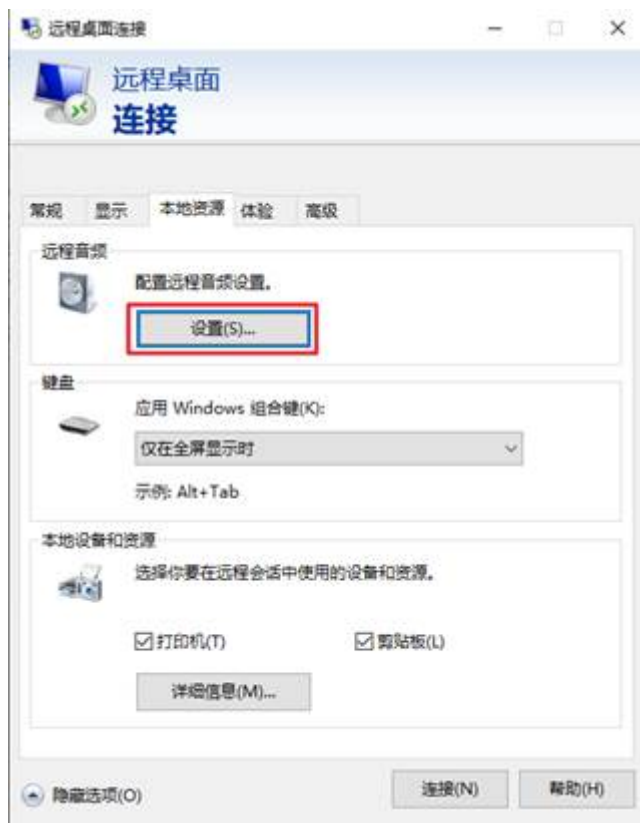 远程桌面连接
远程桌面
连接
常规 显示 本地资源 体验 高级
远程音频
配置远程音频设置。
设置(S)...
键盘
应用 Windows 组合键(K):
仅在全屏显示时
示例: Alt+Tab
本地设备和资源
选择你要在远程会话中使用的设备和资源。
打印机(T) 剪贴板(L)
详细信息(M)...
隐藏选项(O) 连接(N) 帮助(H)